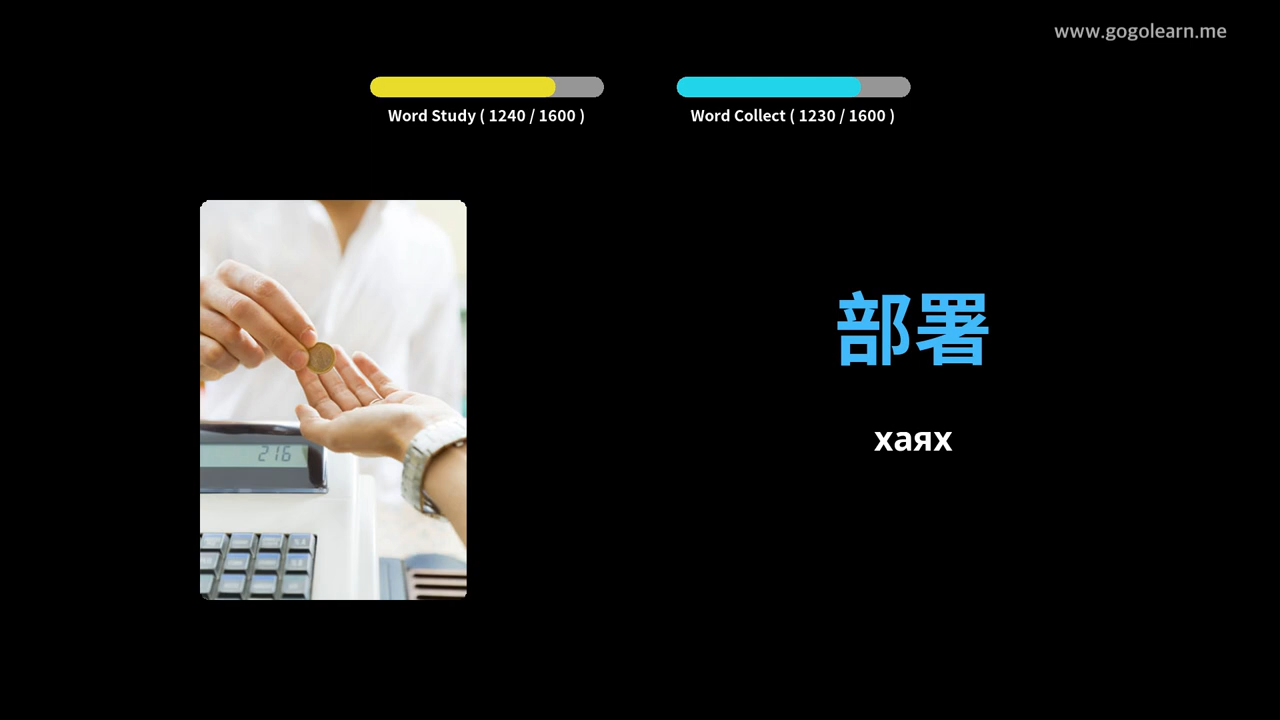 www.gogolearn.me
Word Study ( 1240 / 1600 )
Word Collect ( 1230 / 1600 )
部署
хаях
216